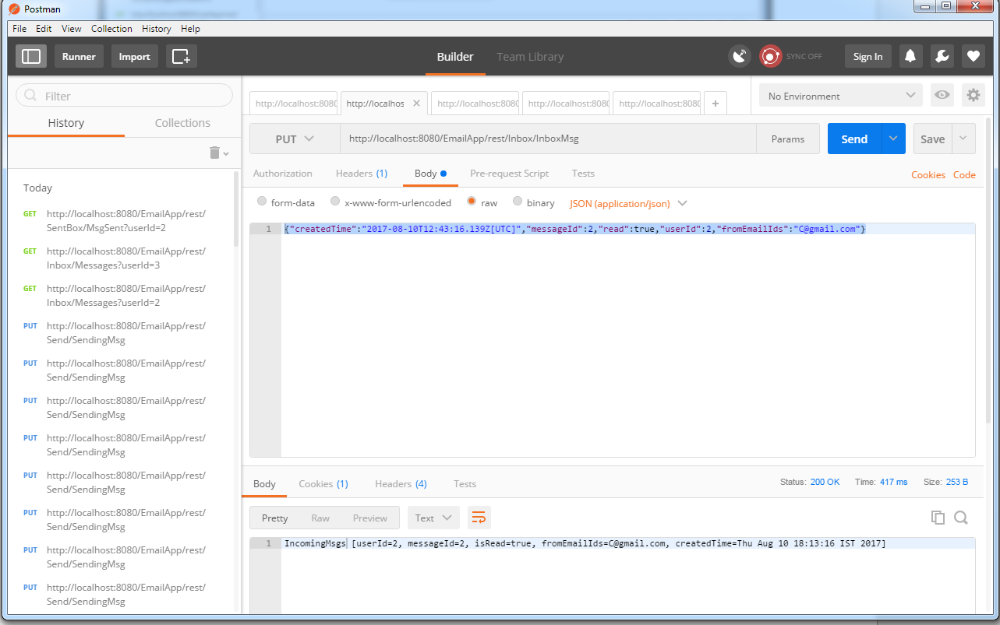 Postman
File Edit View Collection History Help
Runner Import Builder Team Library SYNC OFF Sign In
Filter
History Collections
Today
GET http://localhost:8080/EmailApp/rest/
SentBox/MsgSent?userId=2
GET http://localhost:8080/EmailApp/rest/
Inbox/Messages?userId=3
GET http://localhost:8080/EmailApp/rest/
Inbox/Messages?userId=2
PUT http://localhost:8080/EmailApp/rest/
Send/SendingMsg
PUT http://localhost:8080/EmailApp/rest/
Send/SendingMsg
PUT http://localhost:8080/EmailApp/rest/
Send/SendingMsg
PUT http://localhost:8080/EmailApp/rest/
Send/SendingMsg
PUT http://localhost:8080/EmailApp/rest/
Send/SendingMsg
PUT http://localhost:8080/EmailApp/rest/
Send/SendingMsg
PUT http://localhost:8080/EmailApp/rest/
Send/SendingMsg
PUT http://localhost:8080/EmailApp/rest/
Send/SendingMsg
http://localhost:8080 http://localhos http://localhost:8080 http://localhost:8080 http://localhost:8080 +
No Environment
PUT http://localhost:8080/EmailApp/rest/Inbox/InboxMsg Params Send Save
Authorization Headers (1) Body Pre-request Script Tests Cookies Code
form-data x-www-form-urlencoded raw binary JSON (application/json)
1 {"createdTime":"2017-08-10T12:43:16.139Z[UTC]","messageId":2,"read":true,"userId":2,"fromEmailIds":"C@gmail.com"}
Body Cookies (1) Headers (4) Tests Status: 200 OK Time: 417 ms Size: 253 B
Pretty Raw Preview Text
1 IncomingMsgs [userId=2, messageId=2, isRead=true, fromEmailIds=C@gmail.com, createdTime=Thu Aug 10 18:13:16 IST 2017]